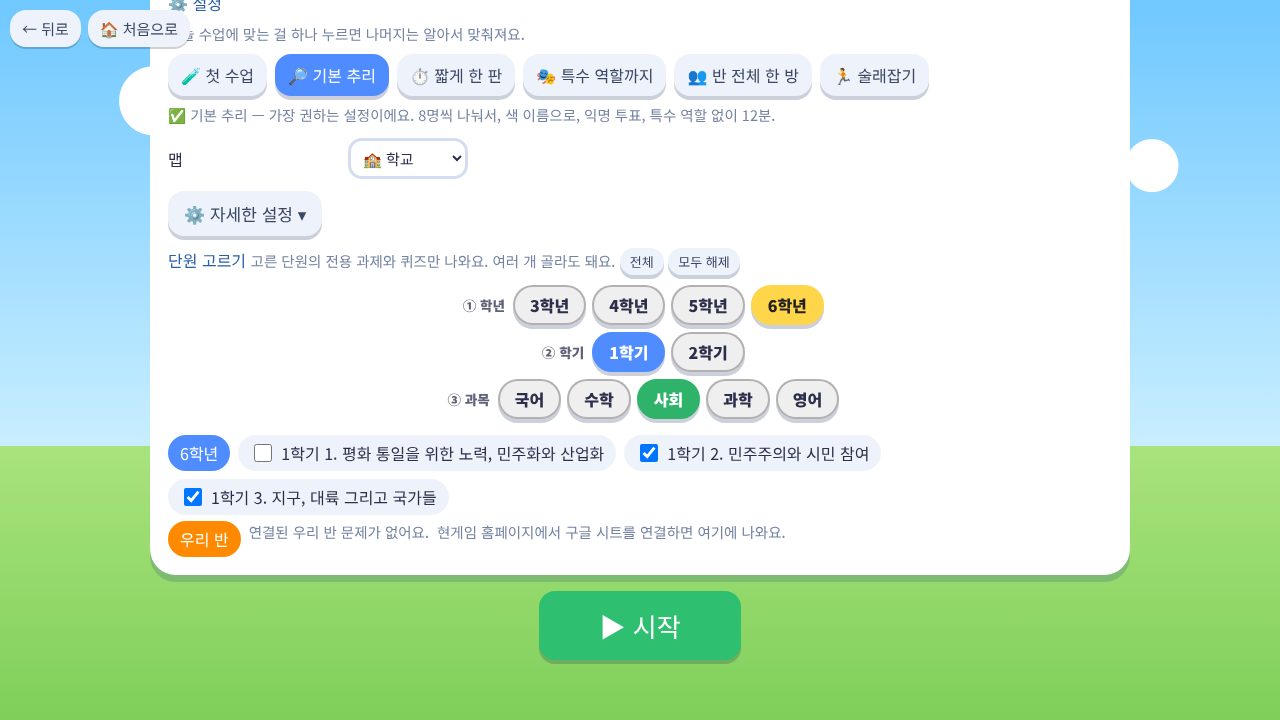 ⚙️ 설정
← 뒤로
🏠 처음으로
수업에 맞는 걸 하나 누르면 나머지는 알아서 맞춰져요.
🧪 첫 수업
🔎 기본 추리
⏱️ 짧게 한 판
🎭 특수 역할까지
👥 반 전체 한 방
🏃 술래잡기
✅ 기본 추리 — 가장 권하는 설정이에요. 8명씩 나눠서, 색 이름으로, 익명 투표, 특수 역할 없이 12분.
맵
🏫 학교
⚙️ 자세한 설정 ▾
단원 고르기 고른 단원의 전용 과제와 퀴즈만 나와요. 여러 개 골라도 돼요. 전체 모두 해제
① 학년 3학년 4학년 5학년 6학년
② 학기 1학기 2학기
③ 과목 국어 수학 사회 과학 영어
6학년 1학기 1. 평화 통일을 위한 노력, 민주화와 산업화 1학기 2. 민주주의와 시민 참여
1학기 3. 지구, 대륙 그리고 국가들
우리 반 연결된 우리 반 문제가 없어요. 현게임 홈페이지에서 구글 시트를 연결하면 여기에 나와요.
▶ 시작